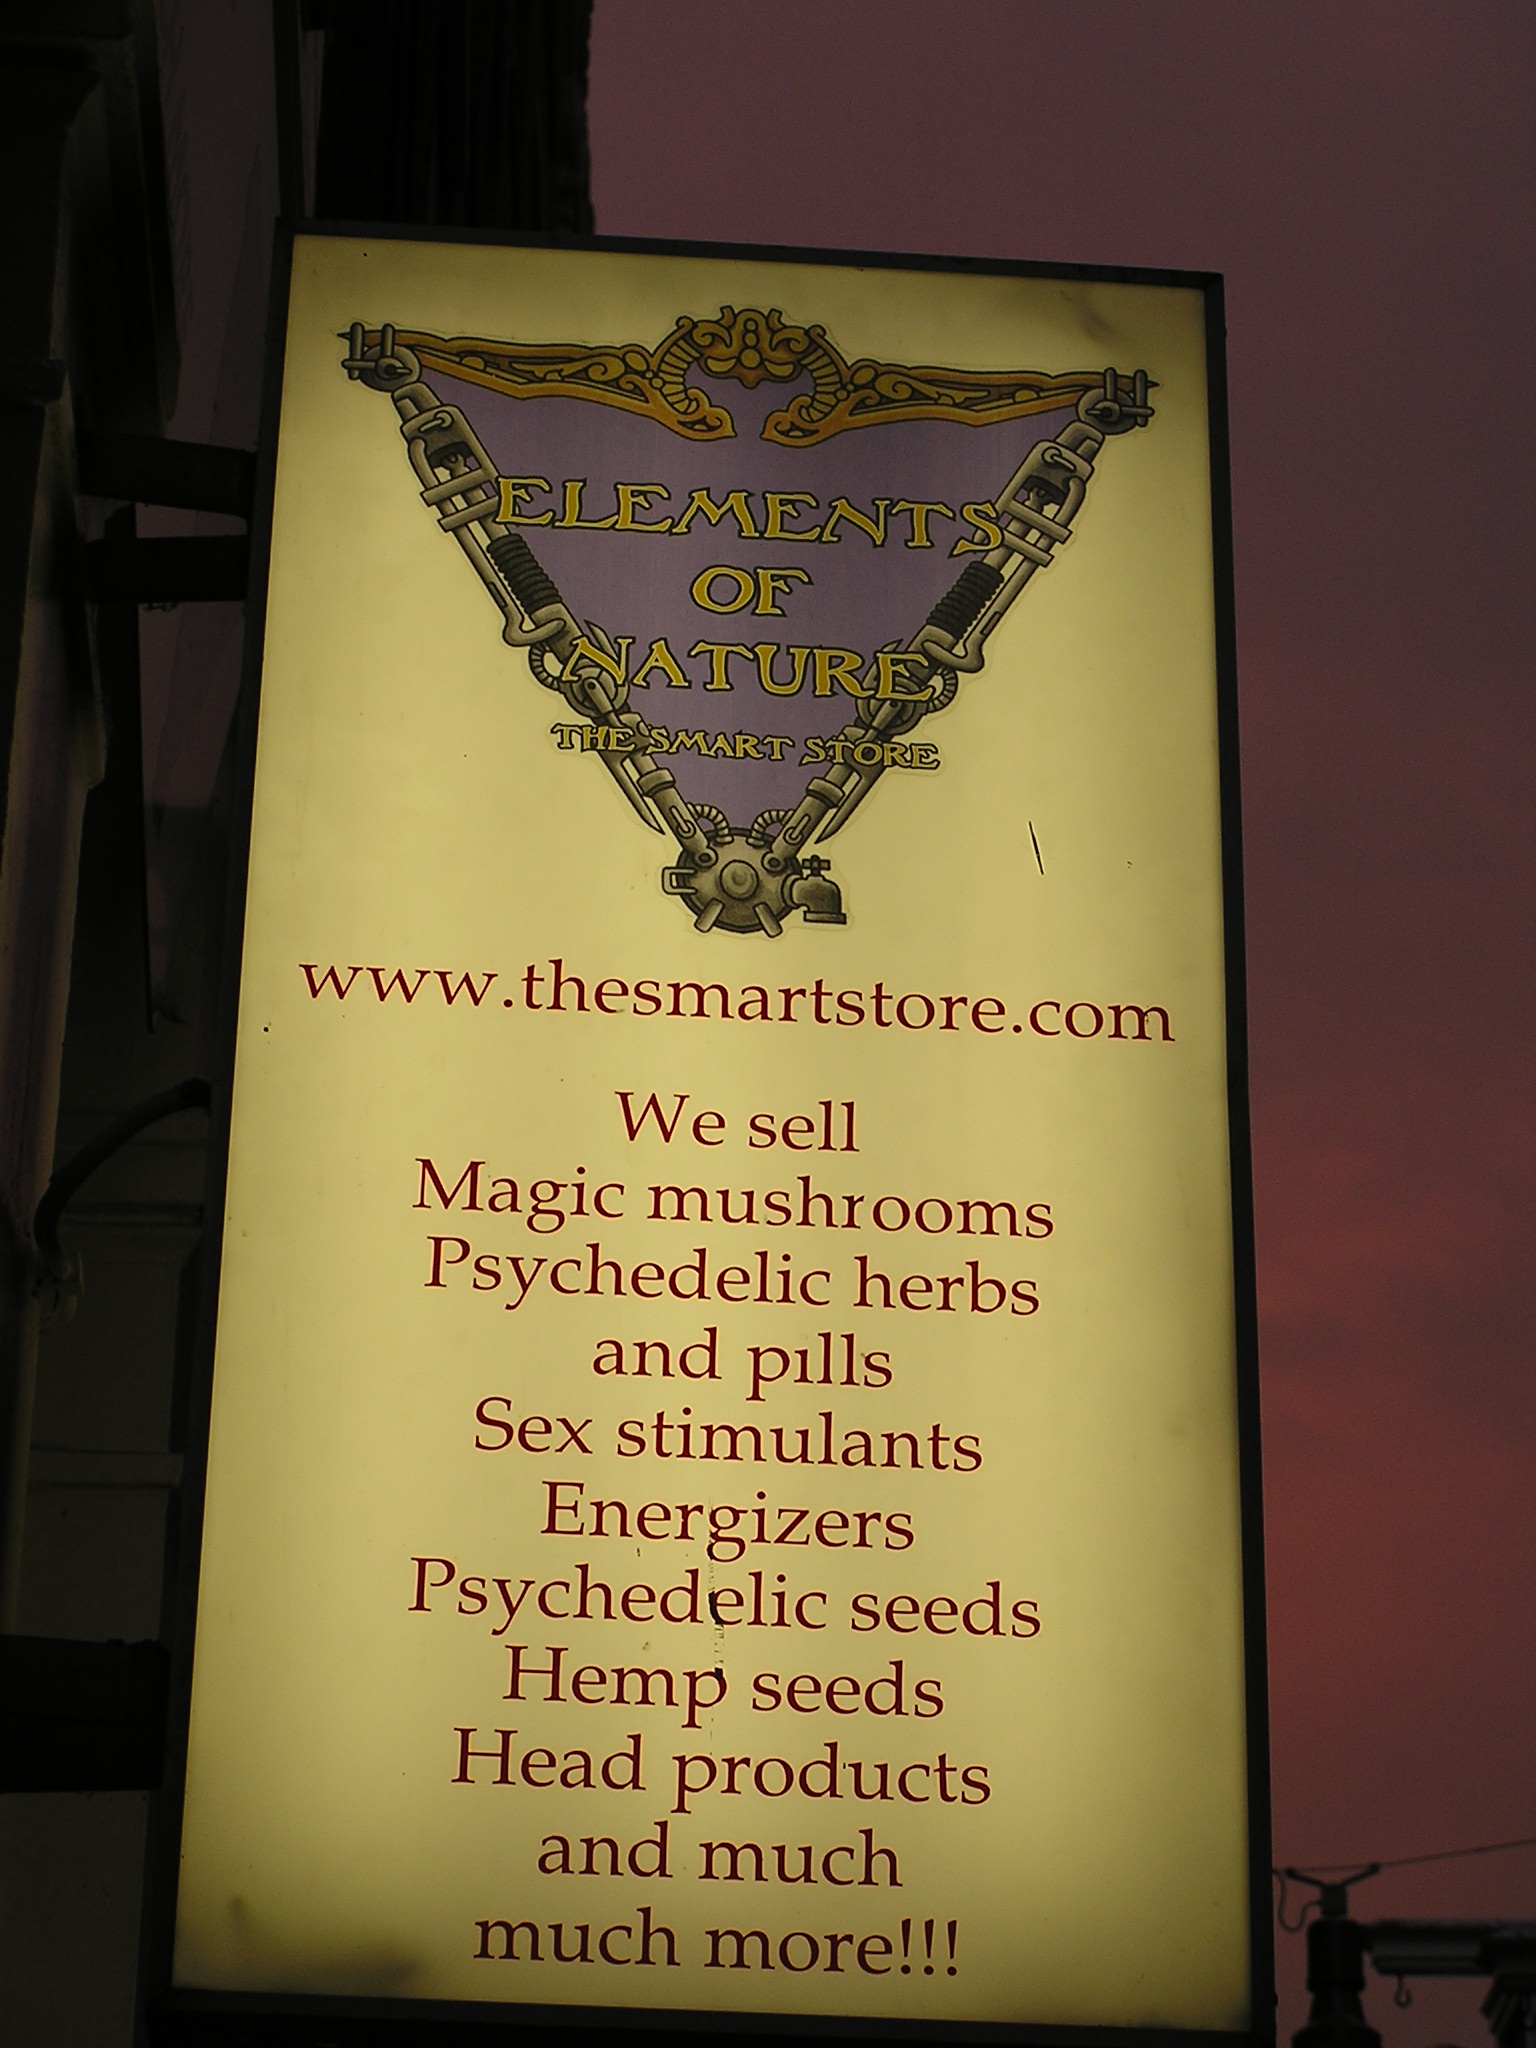 ELEMENTS
OF
NATURE
THE SMART STORE
www.thesmartstore.com
We sell
Magic mushrooms
Psychedelic herbs
and pılls
Sex stimulants
Energizers
Psychedelic seeds
Hemp seeds
Head products
and much
much more!!!